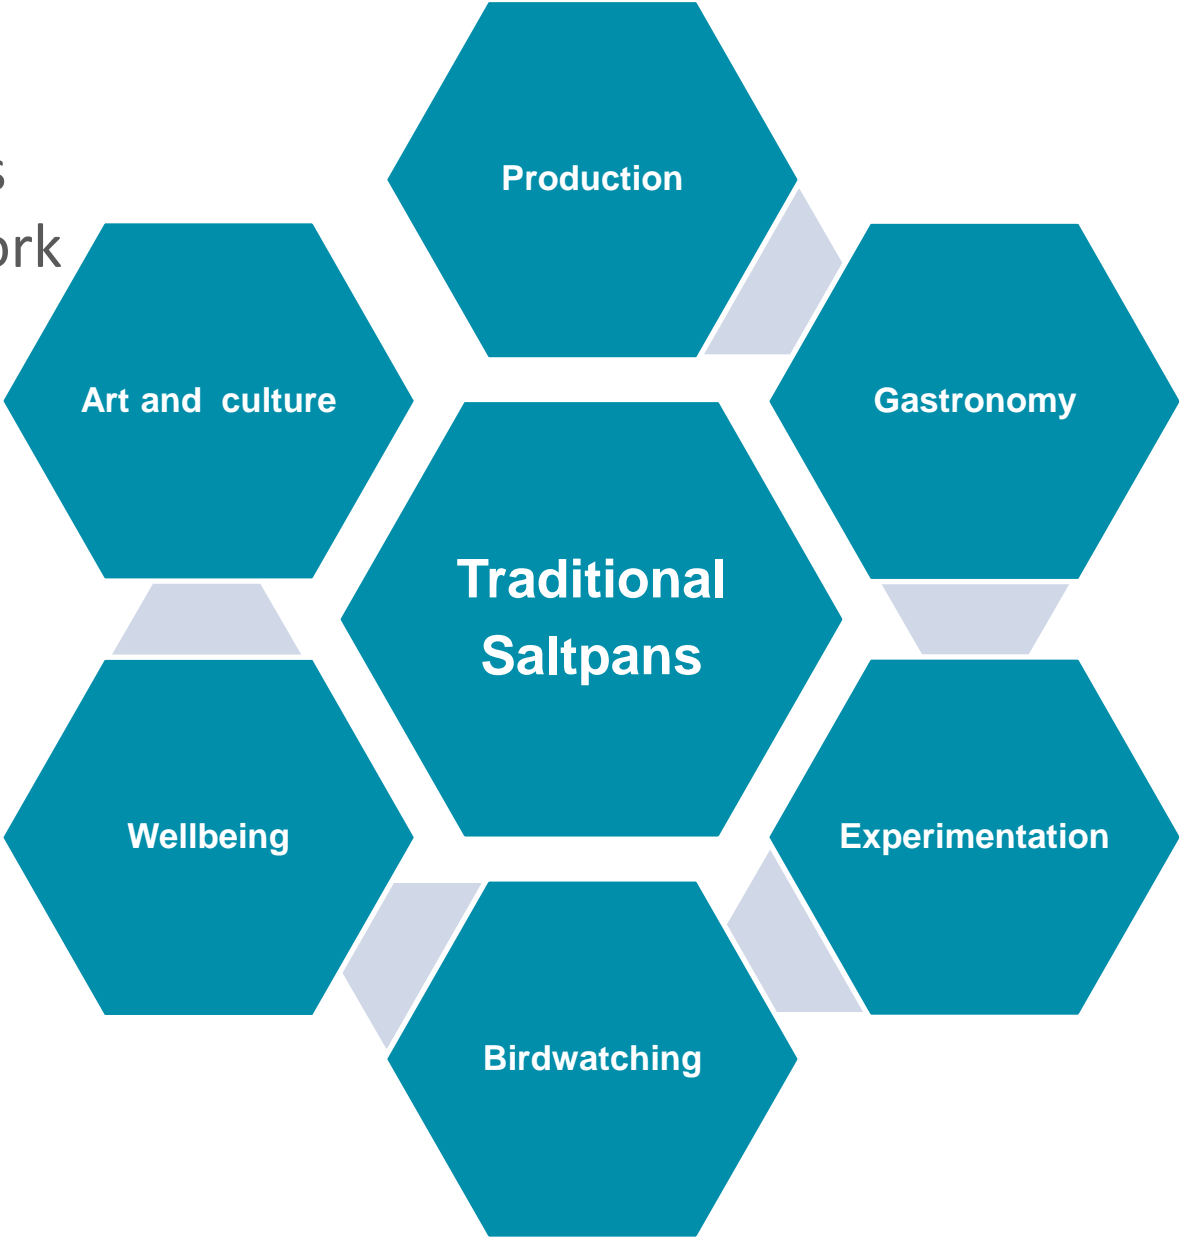 Production
Art and culture
Gastronomy
Traditional
Saltpans
Wellbeing
Experimentation
Birdwatching